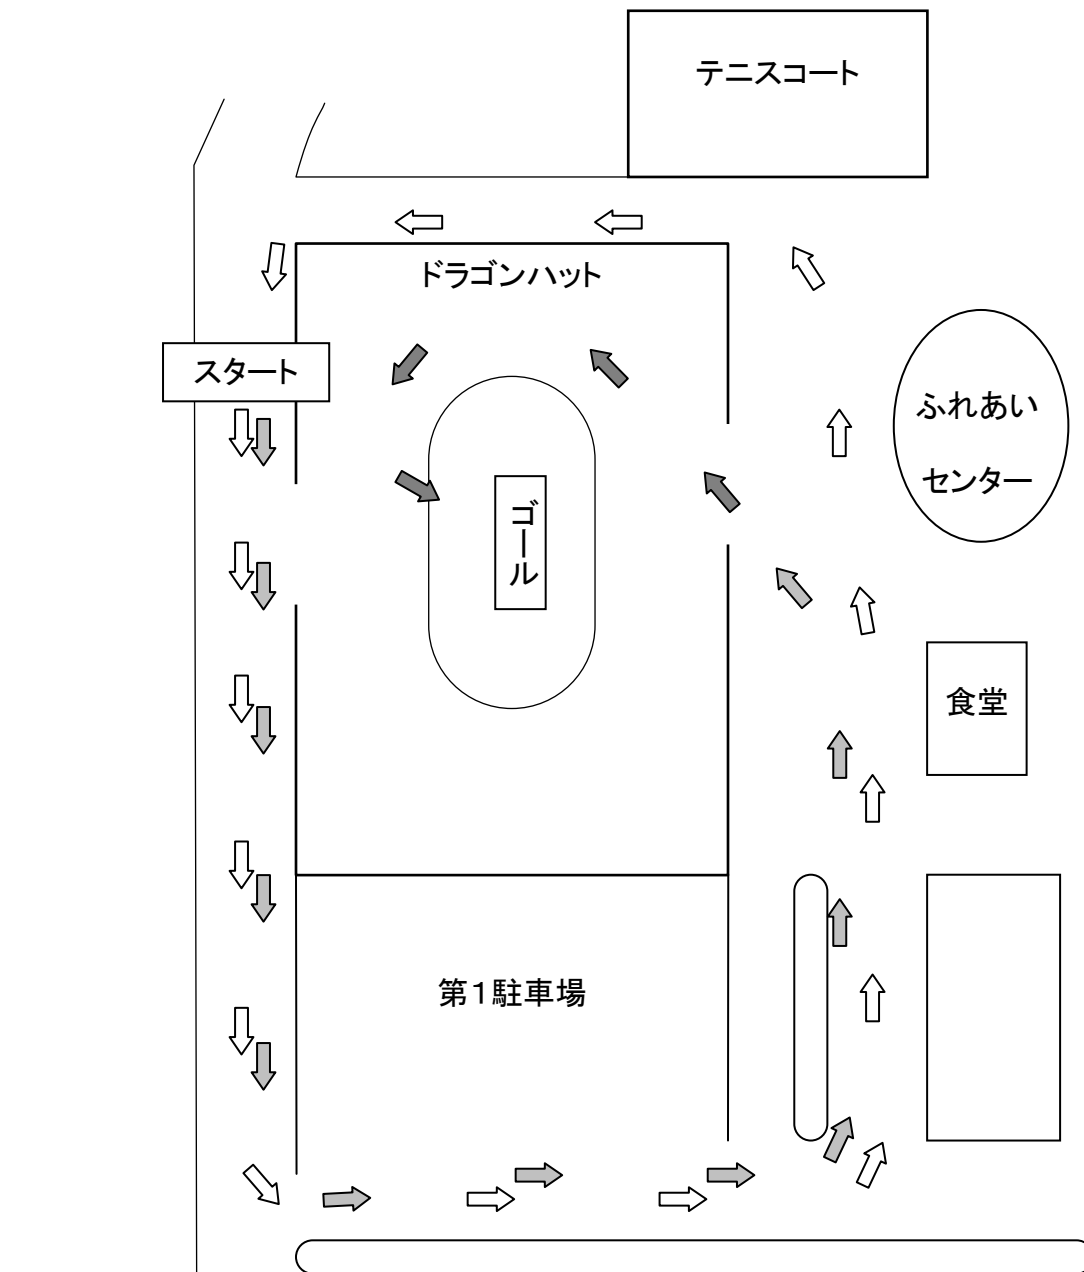 テニスコート
ドラゴンハット
スタート
ふれあい
センター
ゴール
食堂
第１駐車場